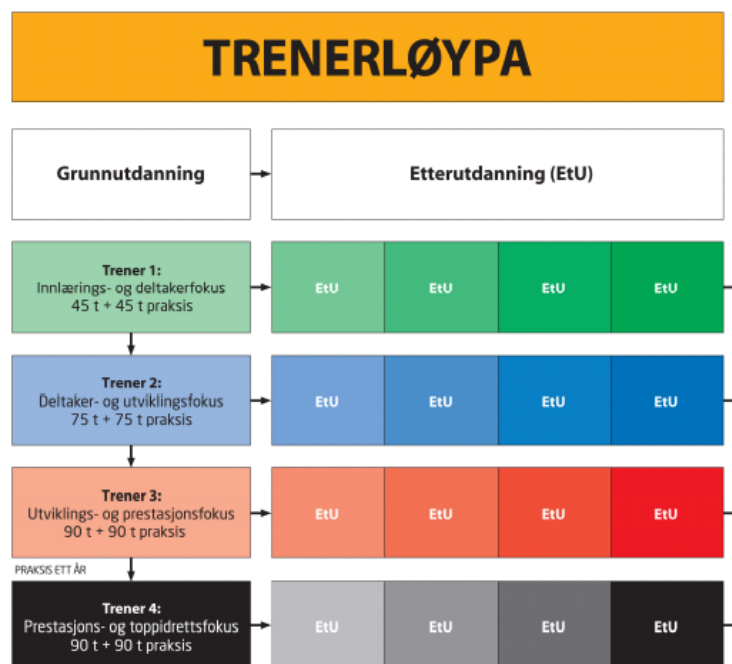 TRENERLØYPA
Grunnutdanning
Etterutdanning (EtU)
Trener 1:
Innlærings- og deltakerfokus
45 t + 45 t praksis
EtU
EtU
EtU
EtU
Trener 2:
Deltaker- og utviklingsfokus
75 t + 75 t praksis
EtU
EtU
EtU
EtU
Trener 3:
Utviklings- og prestasjonsfokus
90 t + 90 t praksis
EtU
EtU
EtU
EtU
PRAKSIS ETT ÅR
Trener 4:
Prestasjons- og toppidrettsfokus
90 t + 90 t praksis
EtU
EtU
EtU
EtU